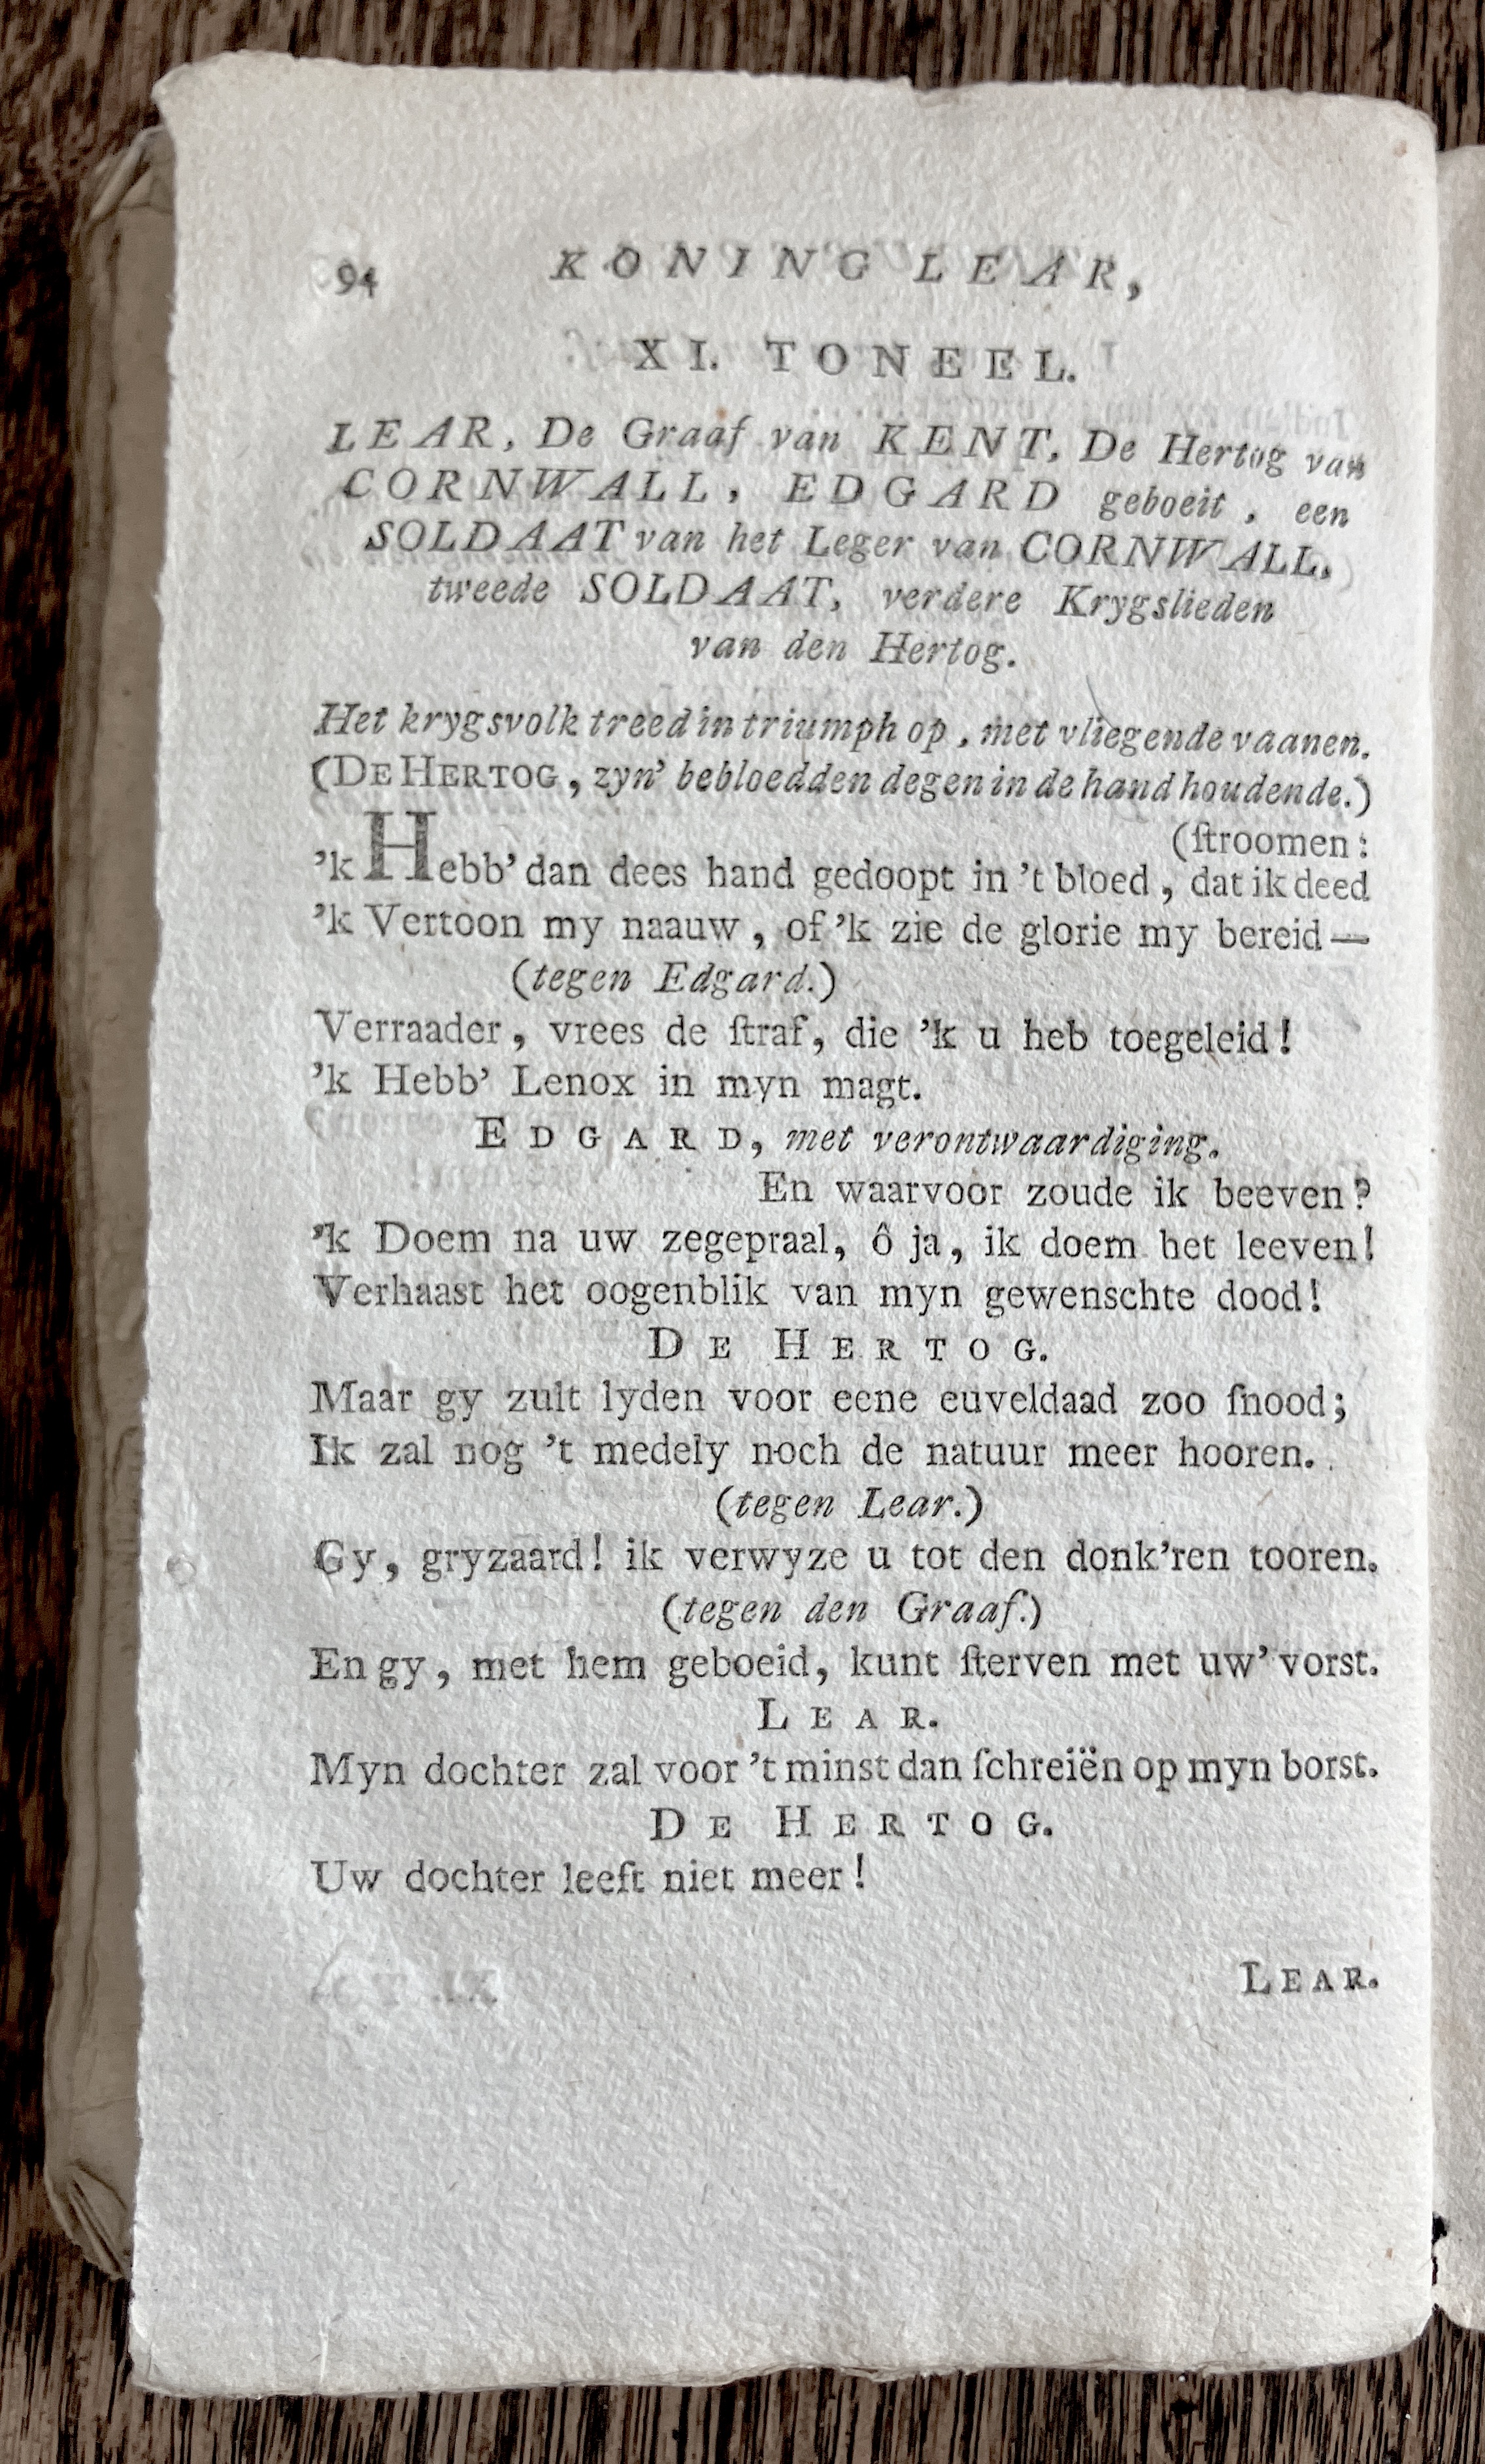 94 KONING LEAR,
XI. TONEEL.
LEAR, De Graaf van KENT, De Hertog van
CORNWALL, EDGARD geboeit, een
SOLDAAT van het Leger van CORNWALL,
tweede SOLDAAT, verdere Krygslieden
van den Hertog.
Het krygsvolk treed in triumph op, met vliegende vaanen.
(DE HERTOG, zyn' bebloedden degen in de hand houdende.)
(ſtroomen:
'k Hebb' dan dees hand gedoopt in 't bloed, dat ik deed
'k Vertoon my naauw, of 'k zie de glorie my bereid—
(tegen Edgard.)
Verraader, vrees de ſtraf, die 'k u heb toegeleid!
'k Hebb' Lenox in myn magt.
EDGARD, met verontwaardiging.
En waarvoor zoude ik beeven?
'k Doem na uw zegepraal, ô ja, ik doem het leeven!
Verhaast het oogenblik van myn gewenschte dood!
DE HERTOG.
Maar gy zult lyden voor eene euveldaad zoo ſnood;
Ik zal nog 't medely noch de natuur meer hooren.
(tegen Lear.)
Gy, gryzaard! ik verwyze u tot den donk'ren tooren.
(tegen den Graaf.)
En gy, met hem geboeid, kunt ſterven met uw' vorst.
LEAR.
Myn dochter zal voor 't minst dan ſchreiën op myn borst.
DE HERTOG.
Uw dochter leeft niet meer!
LEAR.